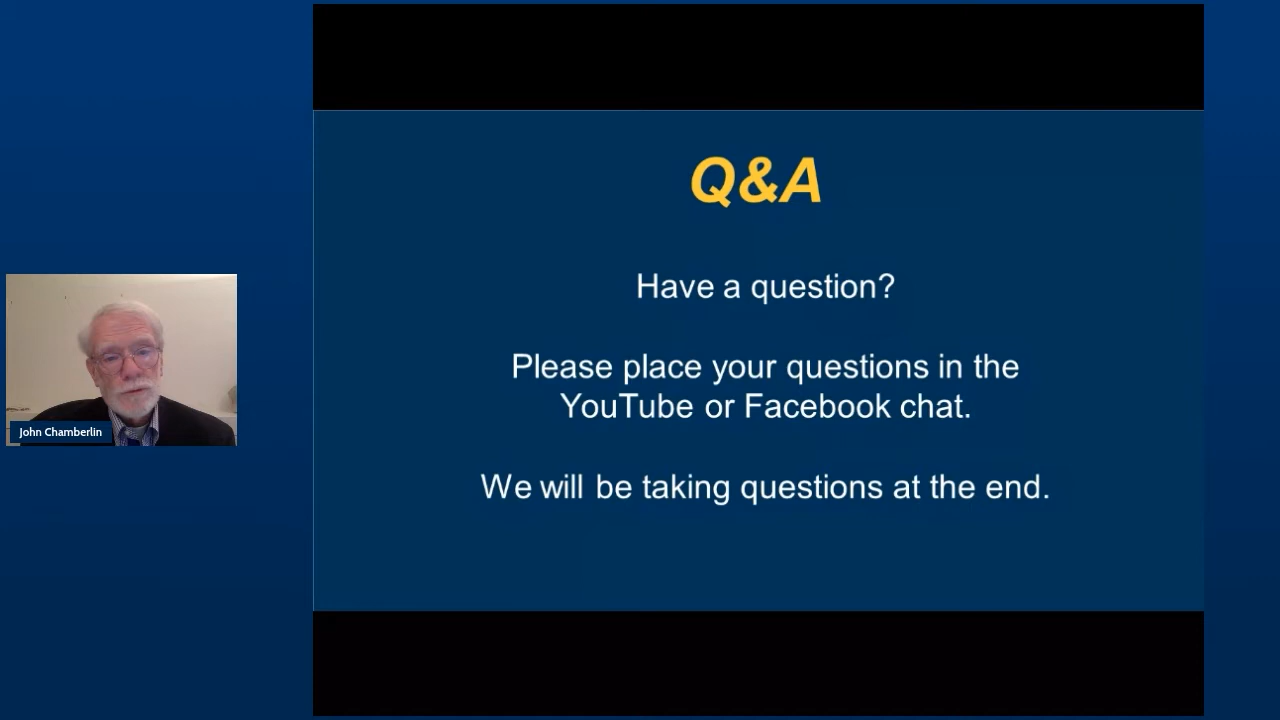 Q&A
Have a question?
Please place your questions in the
YouTube or Facebook chat.
We will be taking questions at the end.
John Chamberlin